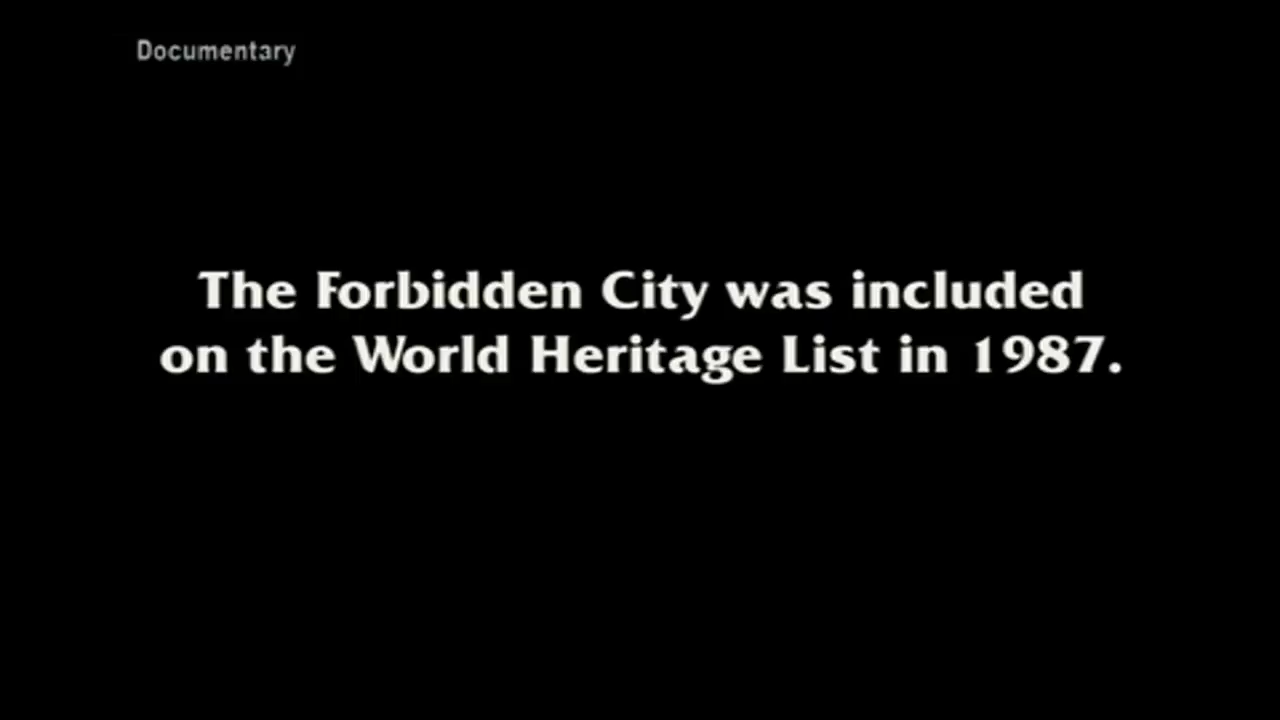 Documentary
The Forbidden City was included
on the World Heritage List in 1987.